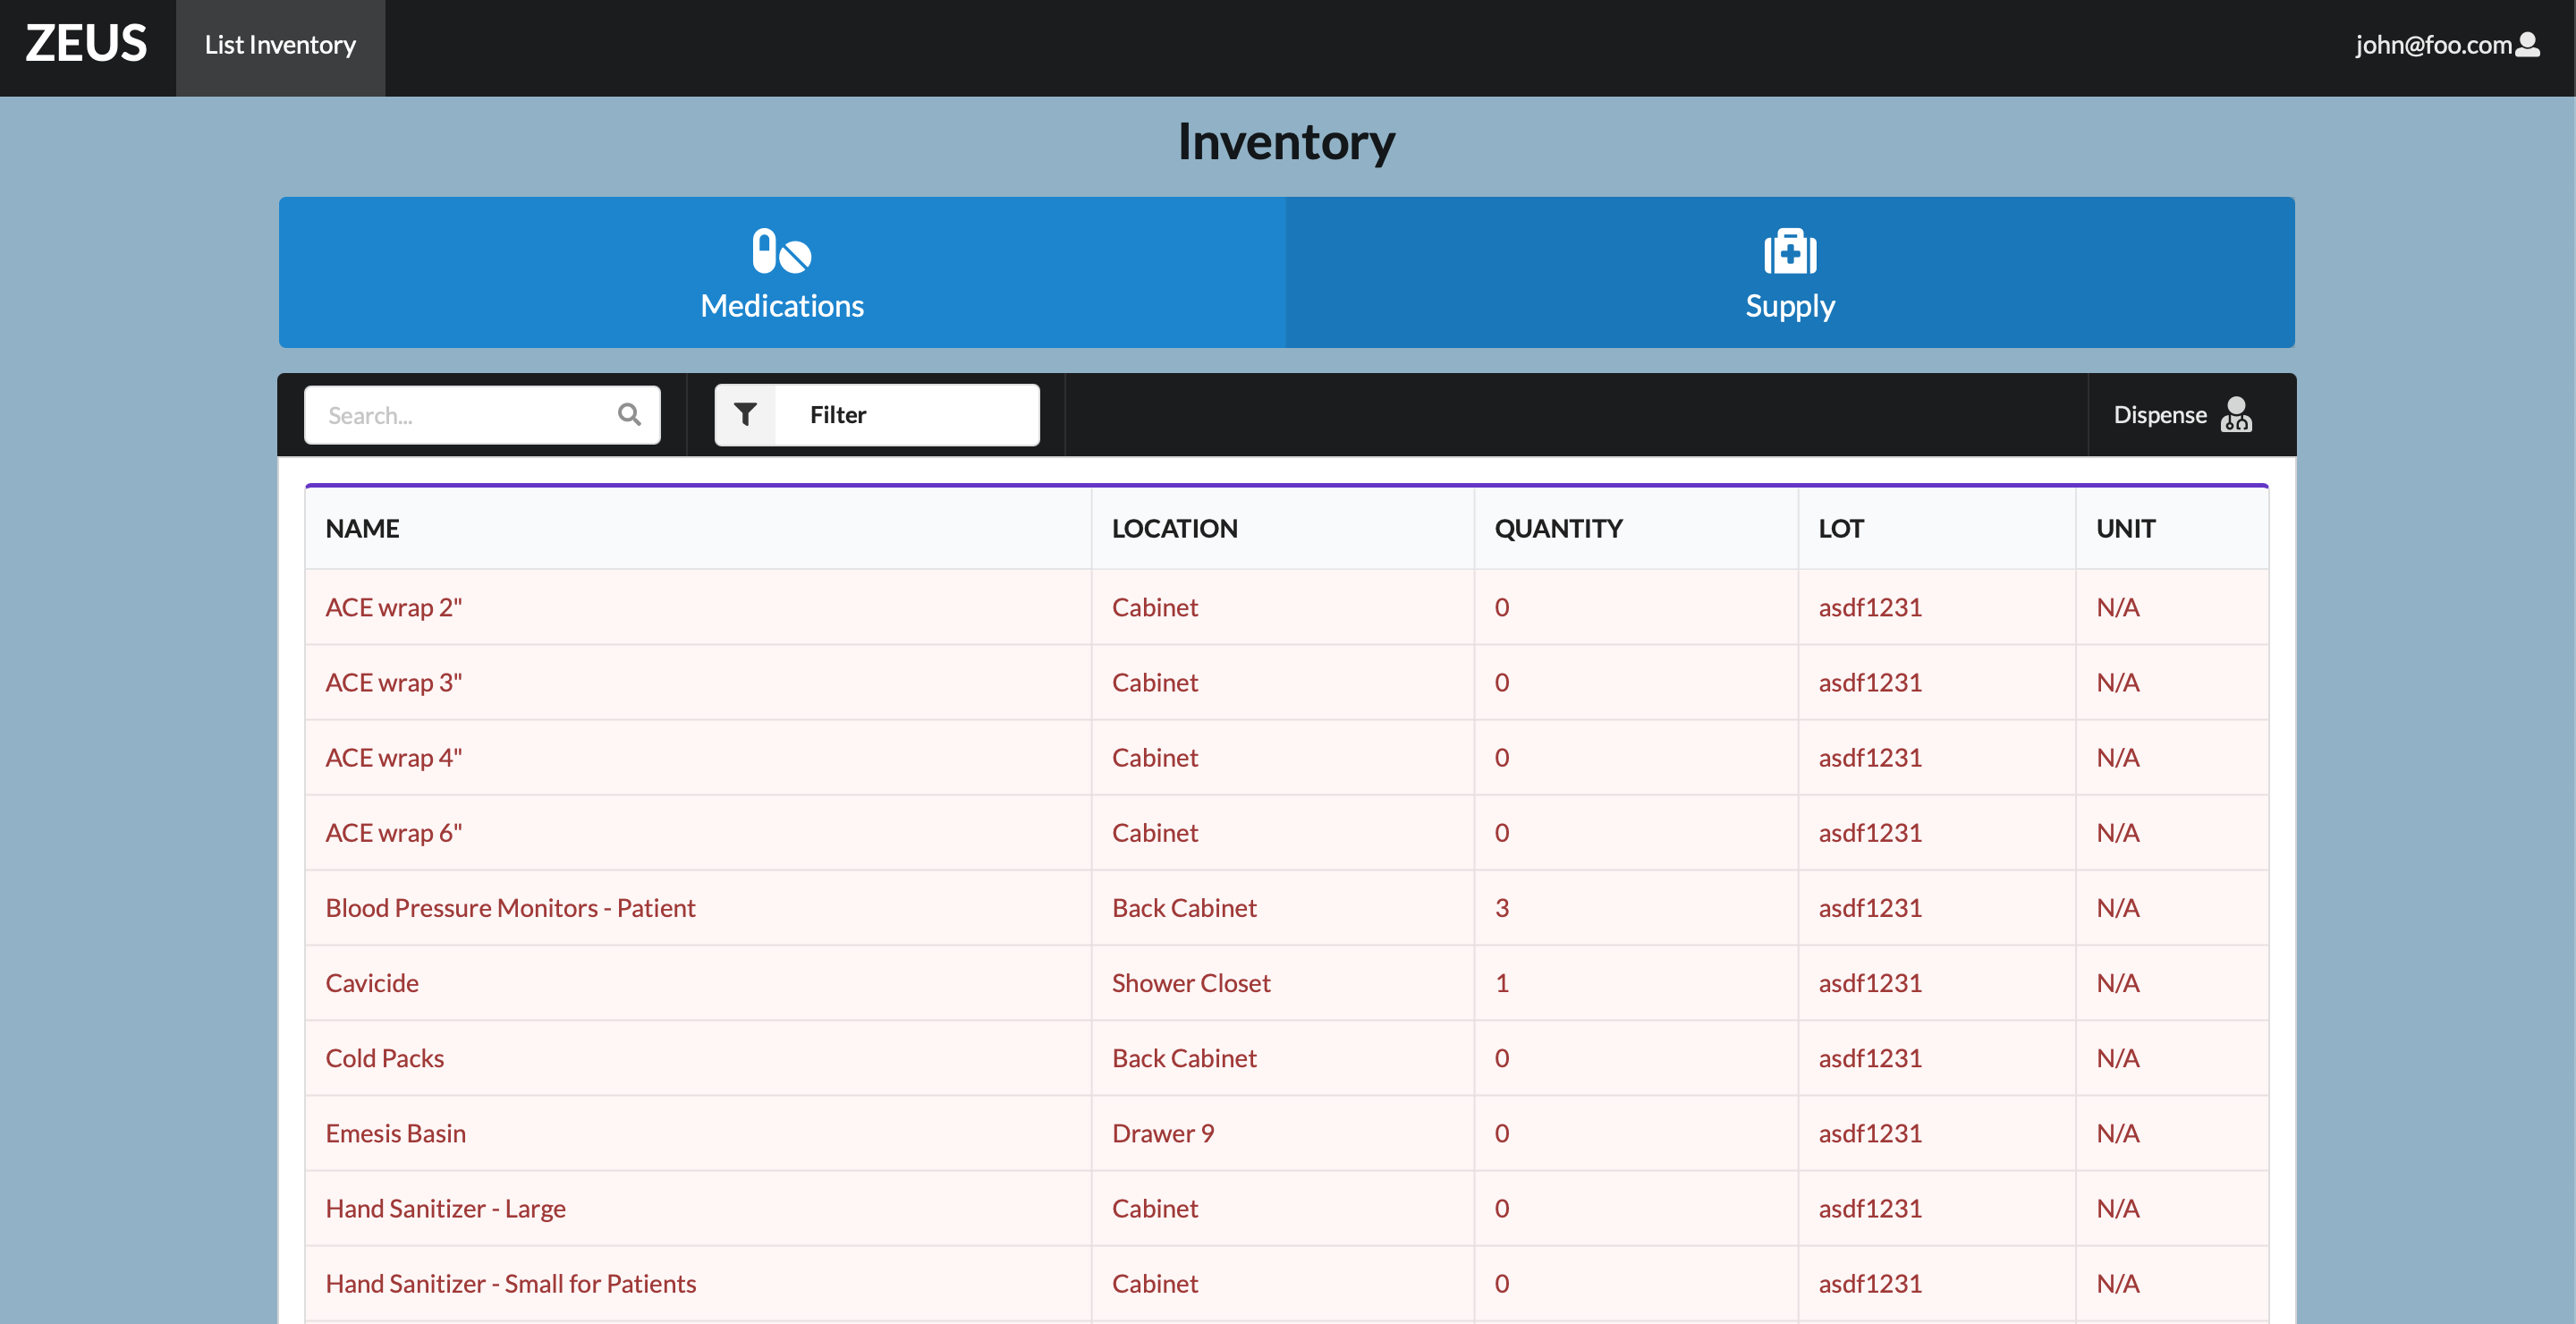 ZEUS List Inventory john@foo.com
Inventory
Medications Supply
Search... Filter Dispense
NAME LOCATION QUANTITY LOT UNIT
ACE wrap 2" Cabinet 0 asdf1231 N/A
ACE wrap 3" Cabinet 0 asdf1231 N/A
ACE wrap 4" Cabinet 0 asdf1231 N/A
ACE wrap 6" Cabinet 0 asdf1231 N/A
Blood Pressure Monitors - Patient Back Cabinet 3 asdf1231 N/A
Cavicide Shower Closet 1 asdf1231 N/A
Cold Packs Back Cabinet 0 asdf1231 N/A
Emesis Basin Drawer 9 0 asdf1231 N/A
Hand Sanitizer - Large Cabinet 0 asdf1231 N/A
Hand Sanitizer - Small for Patients Cabinet 0 asdf1231 N/A